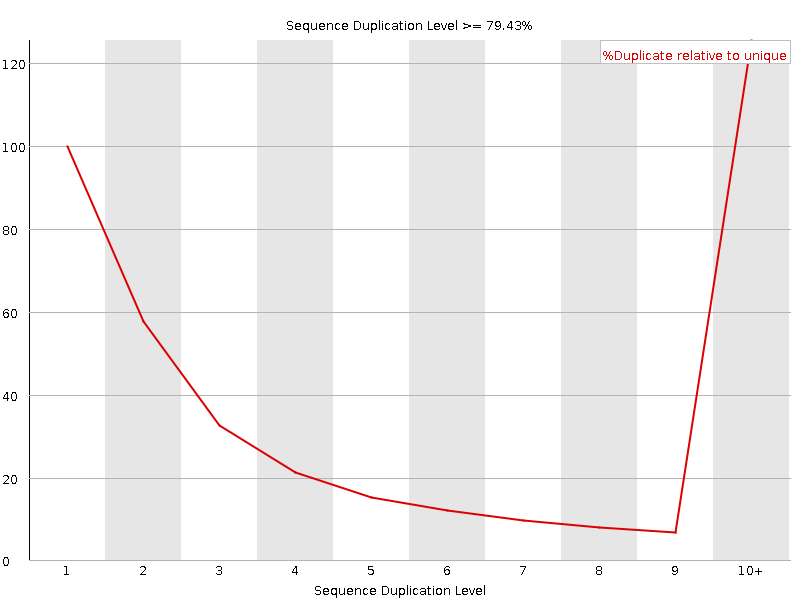 Sequence Duplication Level >= 79.43%
%Duplicate relative to unique
120
100
80
60
40
20
0
1 2 3 4 5 6 7 8 9 10+
Sequence Duplication Level